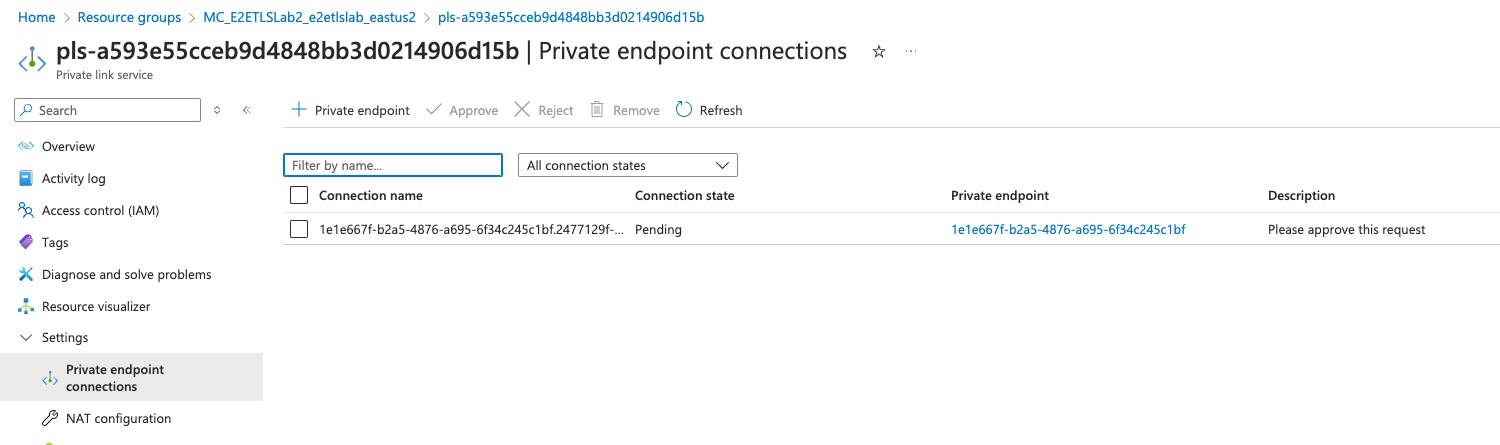 Home > Resource groups > MC_E2ETLSLab2_e2etlslab_eastus2 > pls-a593e55cceb9d4848bb3d0214906d15b
pls-a593e55cceb9d4848bb3d0214906d15b | Private endpoint connections
Private link service
Search
Private endpoint Approve Reject Remove Refresh
Overview
Activity log
Access control (IAM)
Tags
Diagnose and solve problems
Resource visualizer
Settings
Private endpoint
connections
NAT configuration
Filter by name... All connection states
Connection name Connection state Private endpoint Description
1e1e667f-b2a5-4876-a695-6f34c245c1bf.2477129f-... Pending 1e1e667f-b2a5-4876-a695-6f34c245c1bf Please approve this request